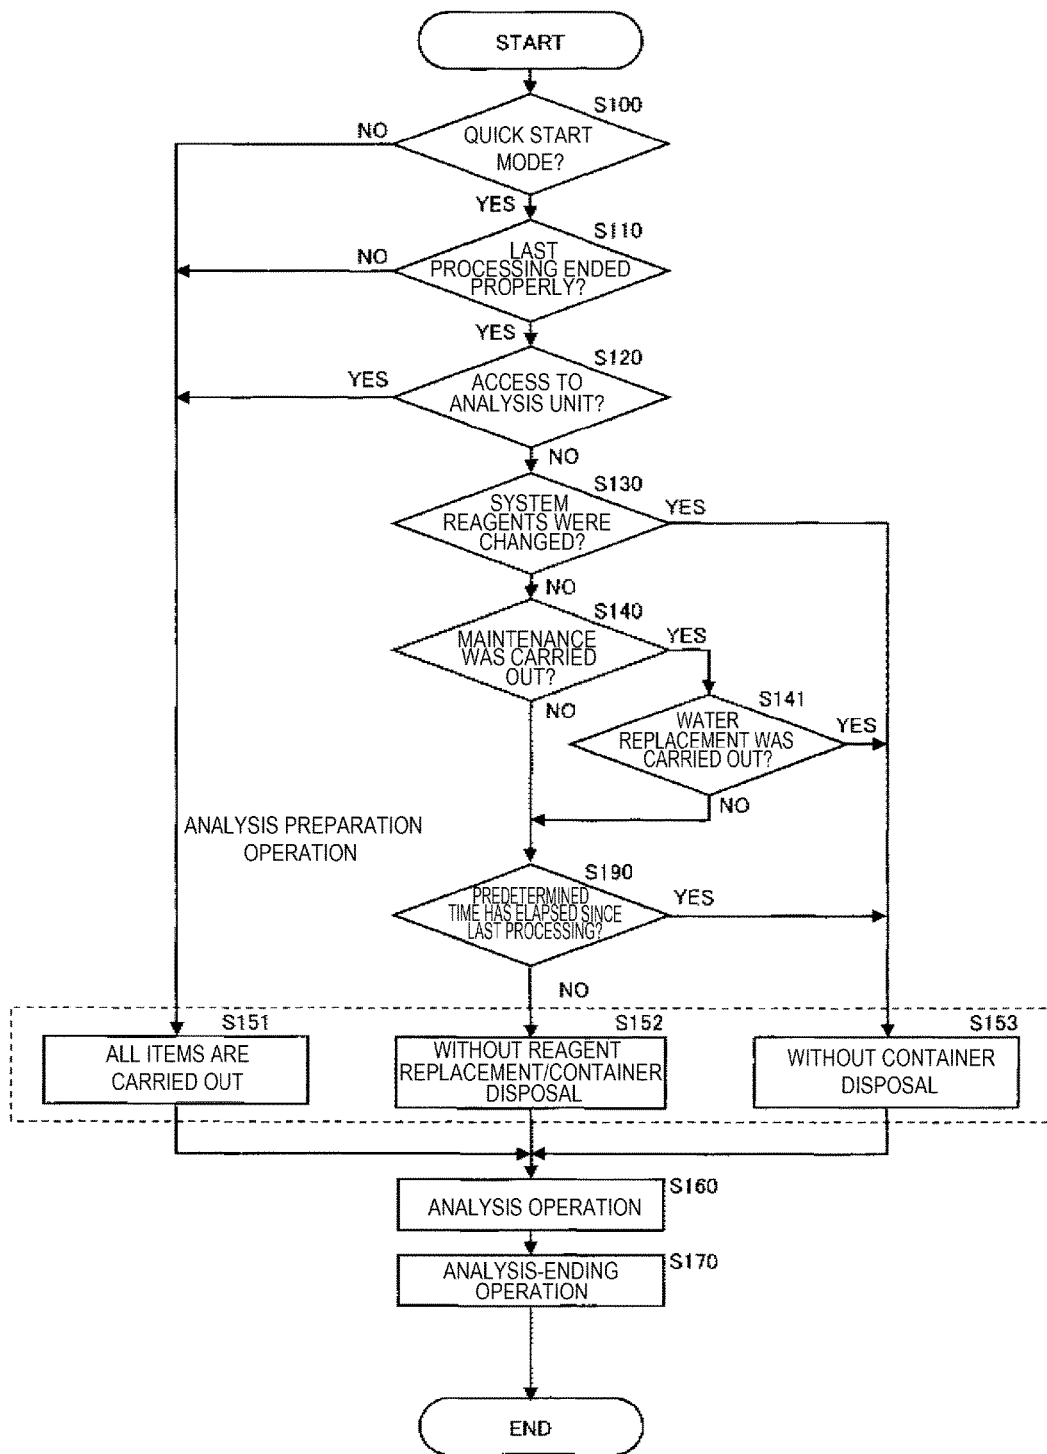 START
S100
NO
QUICK START
MODE?
YES
S110
NO
LAST
PROCESSING ENDED
PROPERLY?
YES
S120
YES
ACCESS TO
ANALYSIS UNIT?
NO
S130
SYSTEM
REAGENTS WERE
CHANGED?
YES
NO
S140
MAINTENANCE
WAS CARRIED
OUT?
YES
NO
S141
WATER
REPLACEMENT WAS
CARRIED OUT?
YES
NO
ANALYSIS PREPARATION
OPERATION
S190
PREDETERMINED
TIME HAS ELAPSED SINCE
LAST PROCESSING?
YES
NO
S151
ALL ITEMS ARE
CARRIED OUT
S152
WITHOUT REAGENT
REPLACEMENT/CONTAINER
DISPOSAL
S153
WITHOUT CONTAINER
DISPOSAL
S160
ANALYSIS OPERATION
S170
ANALYSIS-ENDING
OPERATION
END